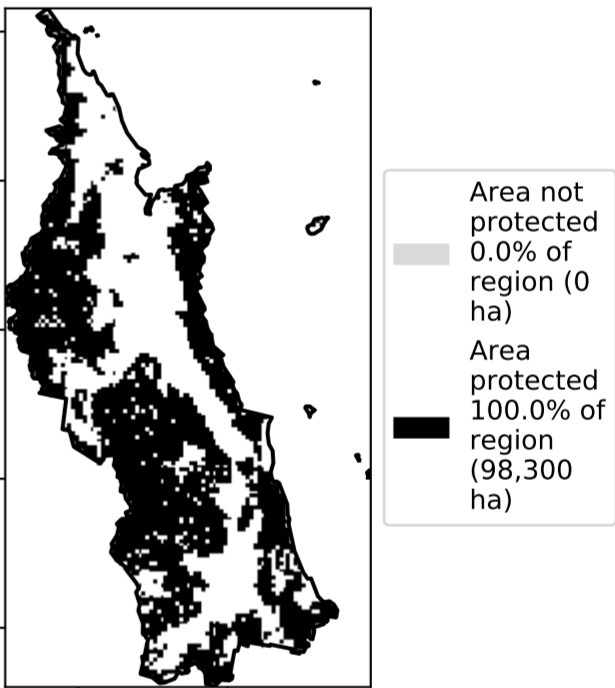 Area not
protected
0.0% of
region (0
ha)
Area
protected
100.0% of
region
(98,300
ha)